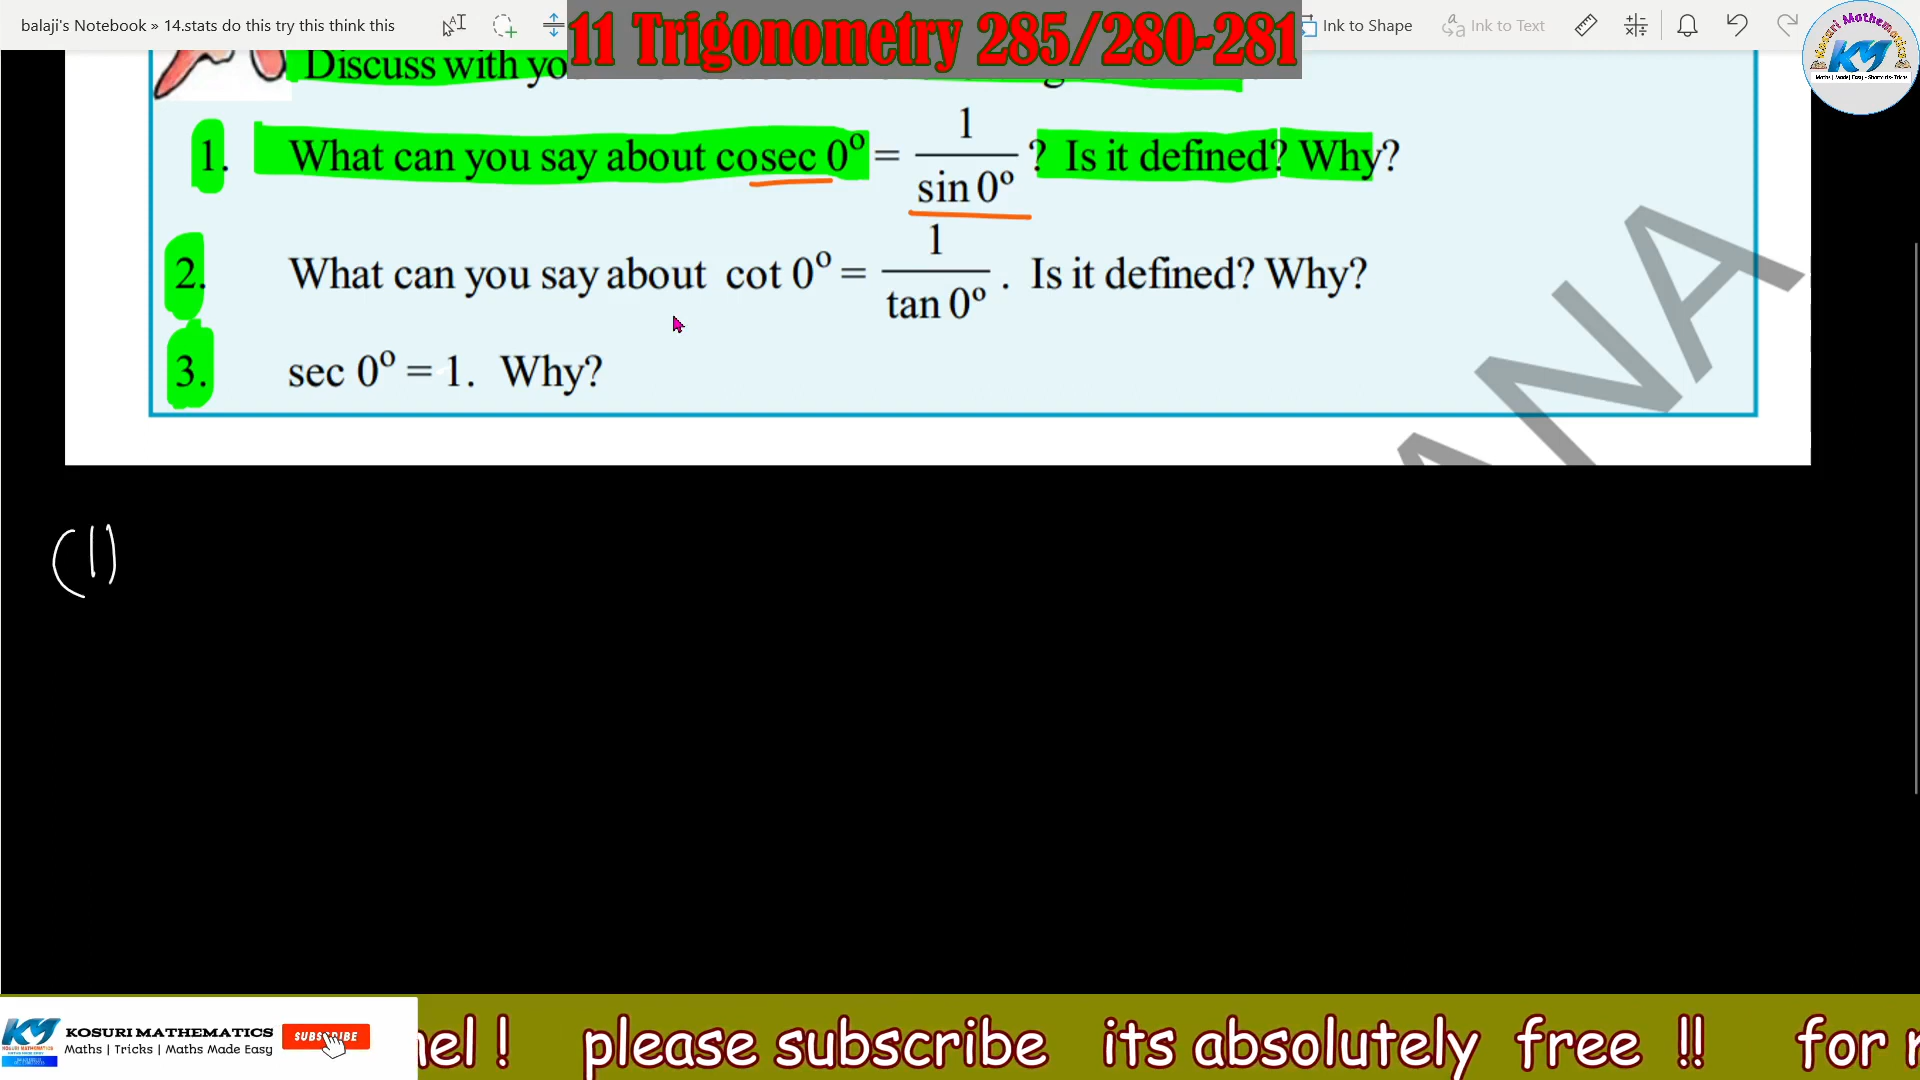 balaji's Notebook » 14.stats do this try this think this
11 Trigonometry 285/280-281
Ink to Shape
Ink to Text
Discuss with yo
1. What can you say about cosec 0° = 1/sin 0° ? Is it defined? Why?
2. What can you say about cot 0° = 1/tan 0° . Is it defined? Why?
3. sec 0° = 1. Why?
(1)
KOSURI MATHEMATICS
Maths | Tricks | Maths Made Easy
SUBSCRIBE
nel ! please subscribe its absolutely free !! for